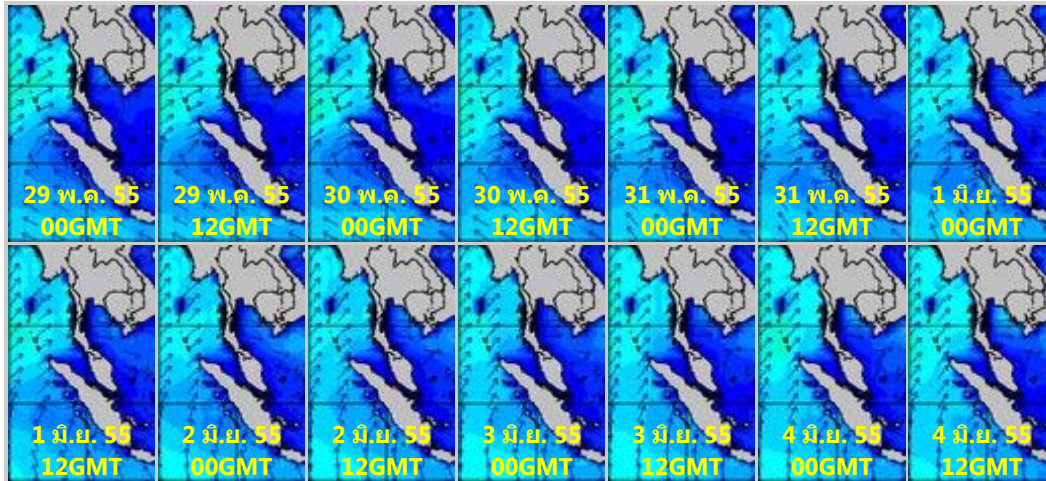 29 พ.ค. 55
00GMT
29 พ.ค. 55
12GMT
30 พ.ค. 55
00GMT
30 พ.ค. 55
12GMT
31 พ.ค. 55
00GMT
31 พ.ค. 55
12GMT
1 มิ.ย. 55
00GMT
1 มิ.ย. 55
12GMT
2 มิ.ย. 55
00GMT
2 มิ.ย. 55
12GMT
3 มิ.ย. 55
00GMT
3 มิ.ย. 55
12GMT
4 มิ.ย. 55
00GMT
4 มิ.ย. 55
12GMT